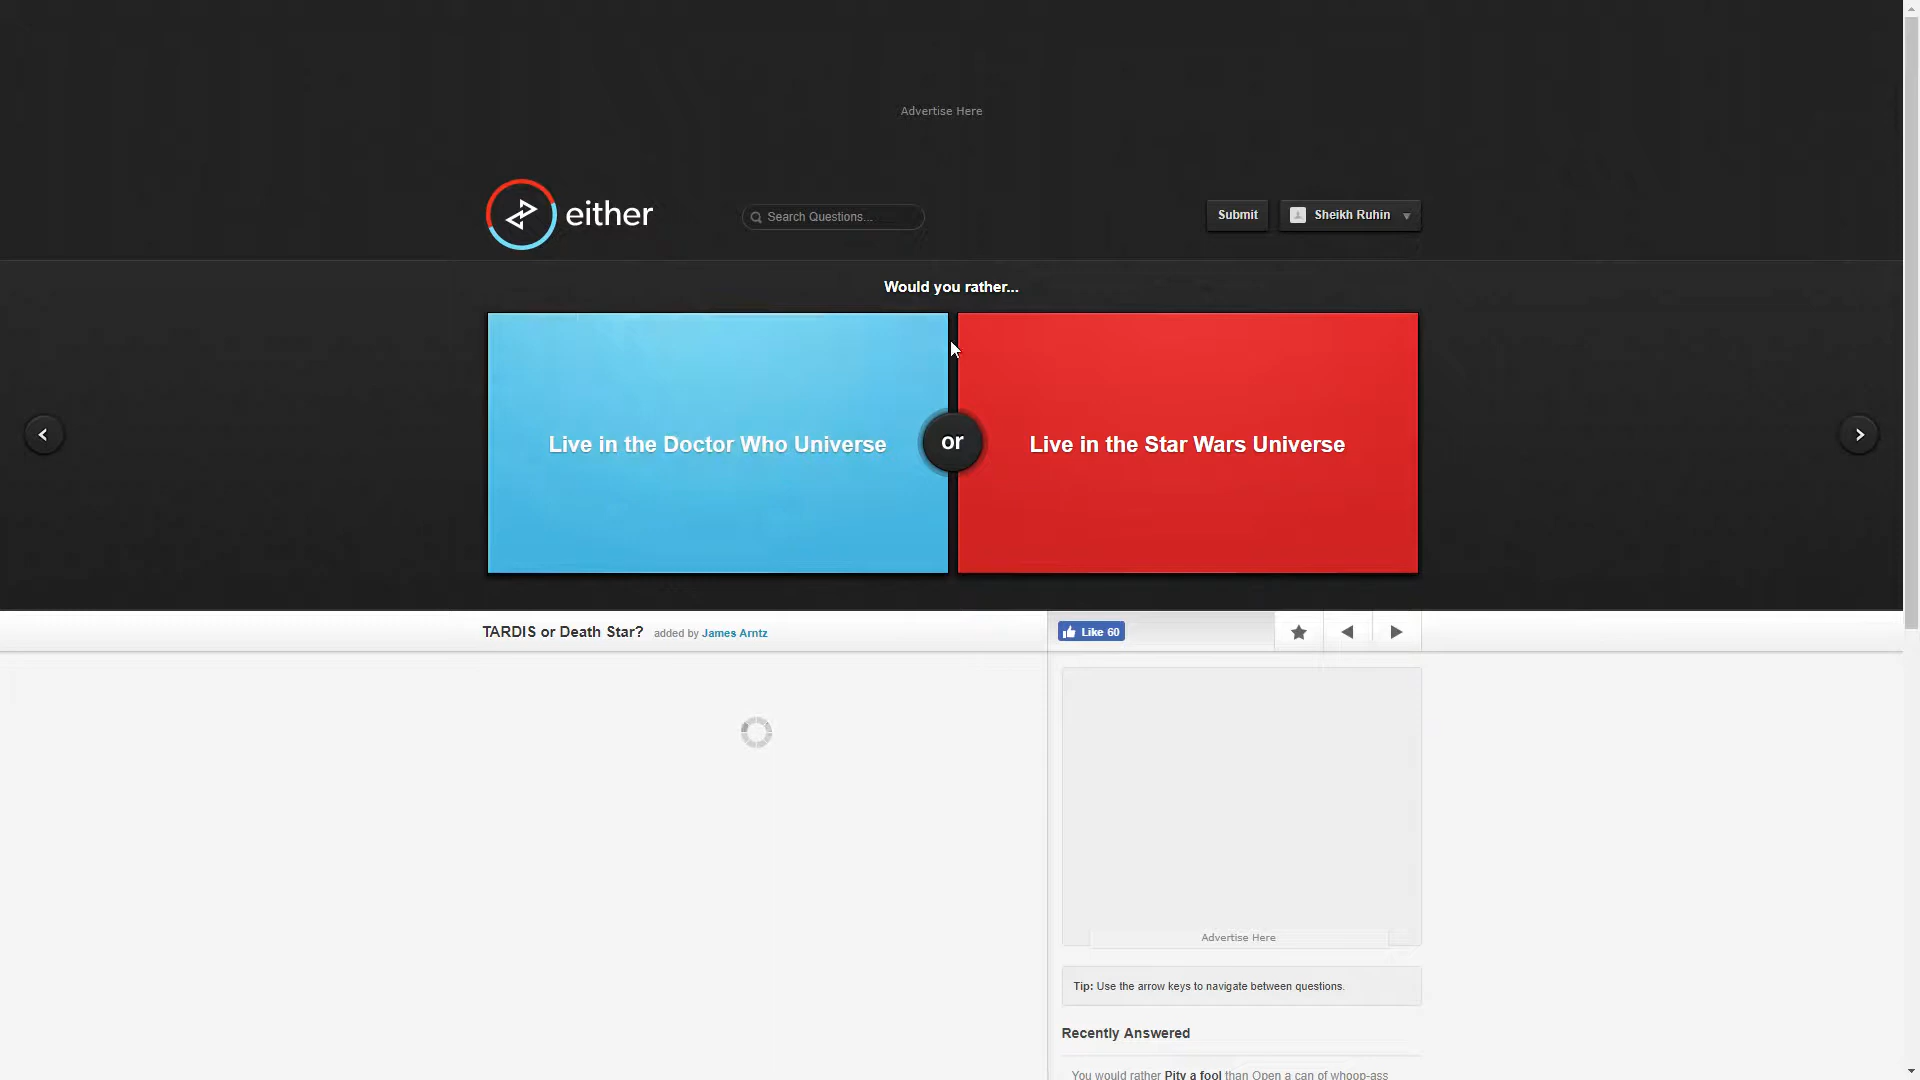 Advertise Here
either
Search Questions...
Submit
Sheikh Ruhin
Would you rather...
Live in the Doctor Who Universe
or
Live in the Star Wars Universe
TARDIS or Death Star? added by James Arntz
Like 60
Advertise Here
Tip: Use the arrow keys to navigate between questions.
Recently Answered
You would rather Pity a fool than Open a can of whoop-ass